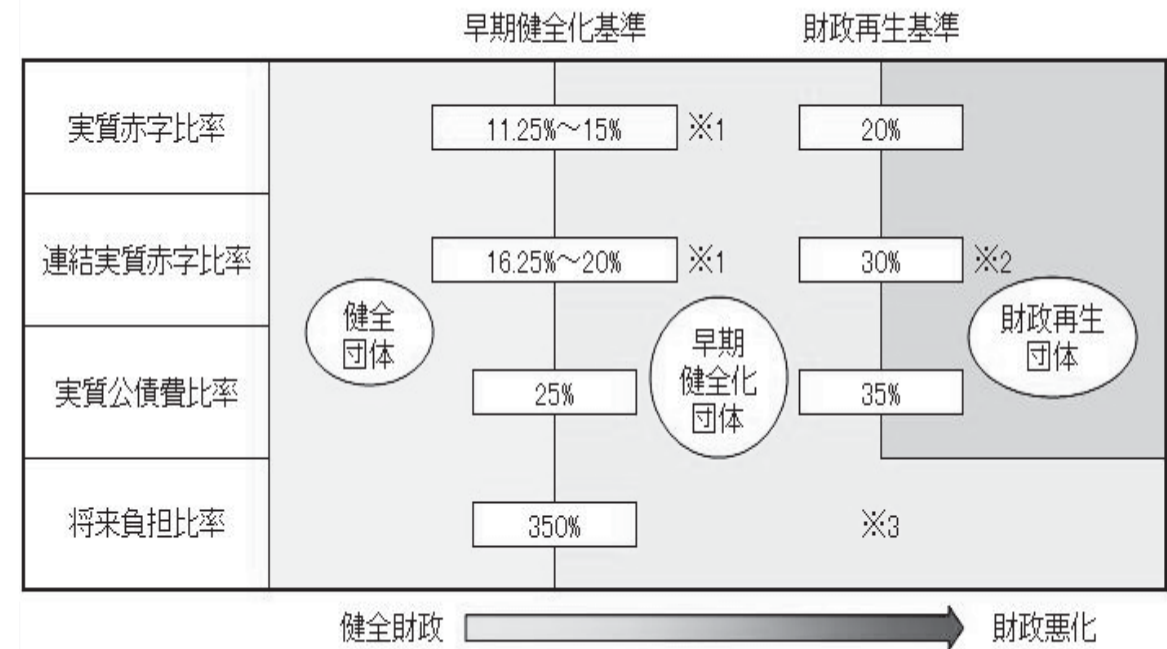 早期健全化基準
財政再生基準
実質赤字比率
11.25%～15%
※1
20%
連結実質赤字比率
16.25%～20%
※1
30%
※2
健全
団体
早期
健全化
団体
財政再生
団体
実質公債費比率
25%
35%
将来負担比率
350%
※3
健全財政
財政悪化